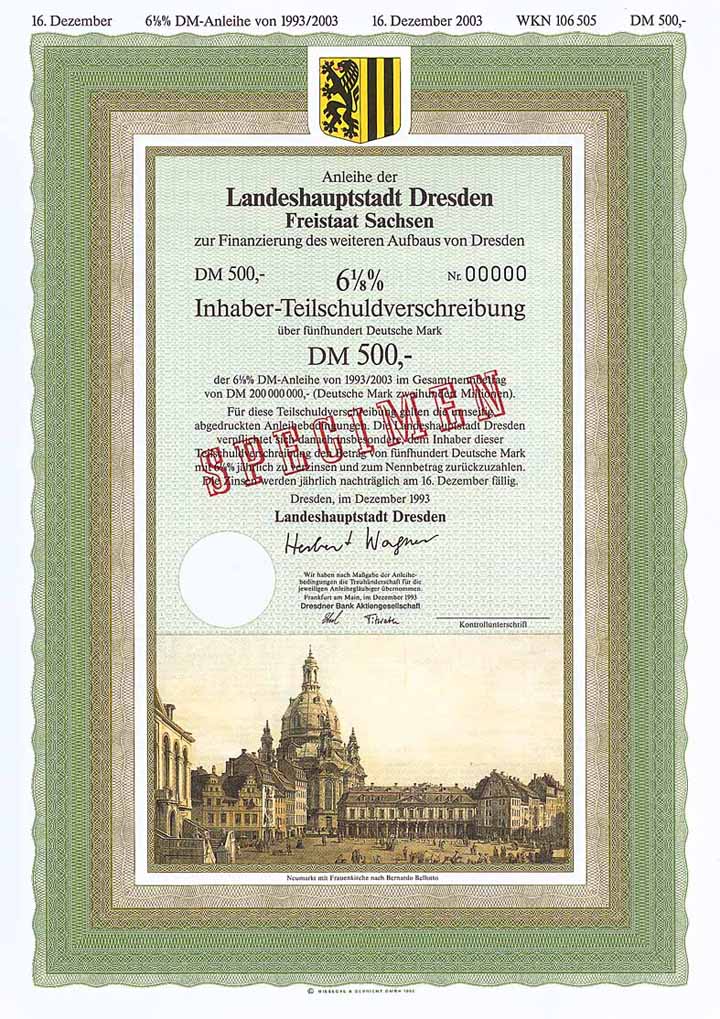 16. Dezember 6⅛% DM-Anleihe von 1993/2003 16. Dezember 2003 WKN 106 505 DM 500,-
Anleihe der
Landeshauptstadt Dresden
Freistaat Sachsen
zur Finanzierung des weiteren Aufbaus von Dresden
DM 500,- 6⅛% Nr. 00000
Inhaber-Teilschuldverschreibung
über fünfhundert Deutsche Mark
DM 500,-
der 6⅛% DM-Anleihe von 1993/2003 im Gesamtnennbetrag
von DM 200 000 000,- (Deutsche Mark zweihundert Millionen).
Für diese Teilschuldverschreibung gelten die umseitig
abgedruckten Anleihebedingungen. Die Landeshauptstadt Dresden
verpflichtet sich, dem Inhaber dieser
Teilschuldverschreibung den Betrag von fünfhundert Deutsche Mark
mit 6⅛% jährlich zu verzinsen und zum Nennbetrag zurückzuzahlen.
Die Zinsen werden jährlich nachträglich am 16. Dezember fällig.
SPECIMEN
Dresden, im Dezember 1993
Landeshauptstadt Dresden
Herbert Wagner
Wir haben nach Maßgabe der Anleihe-
bedingungen die Treuhänderschaft für die
jeweiligen Anleihegläubiger übernommen.
Frankfurt am Main, im Dezember 1993
Dresdner Bank Aktiengesellschaft
Kontrollunterschrift
Neumarkt mit Frauenkirche nach Bernardo Bellotto